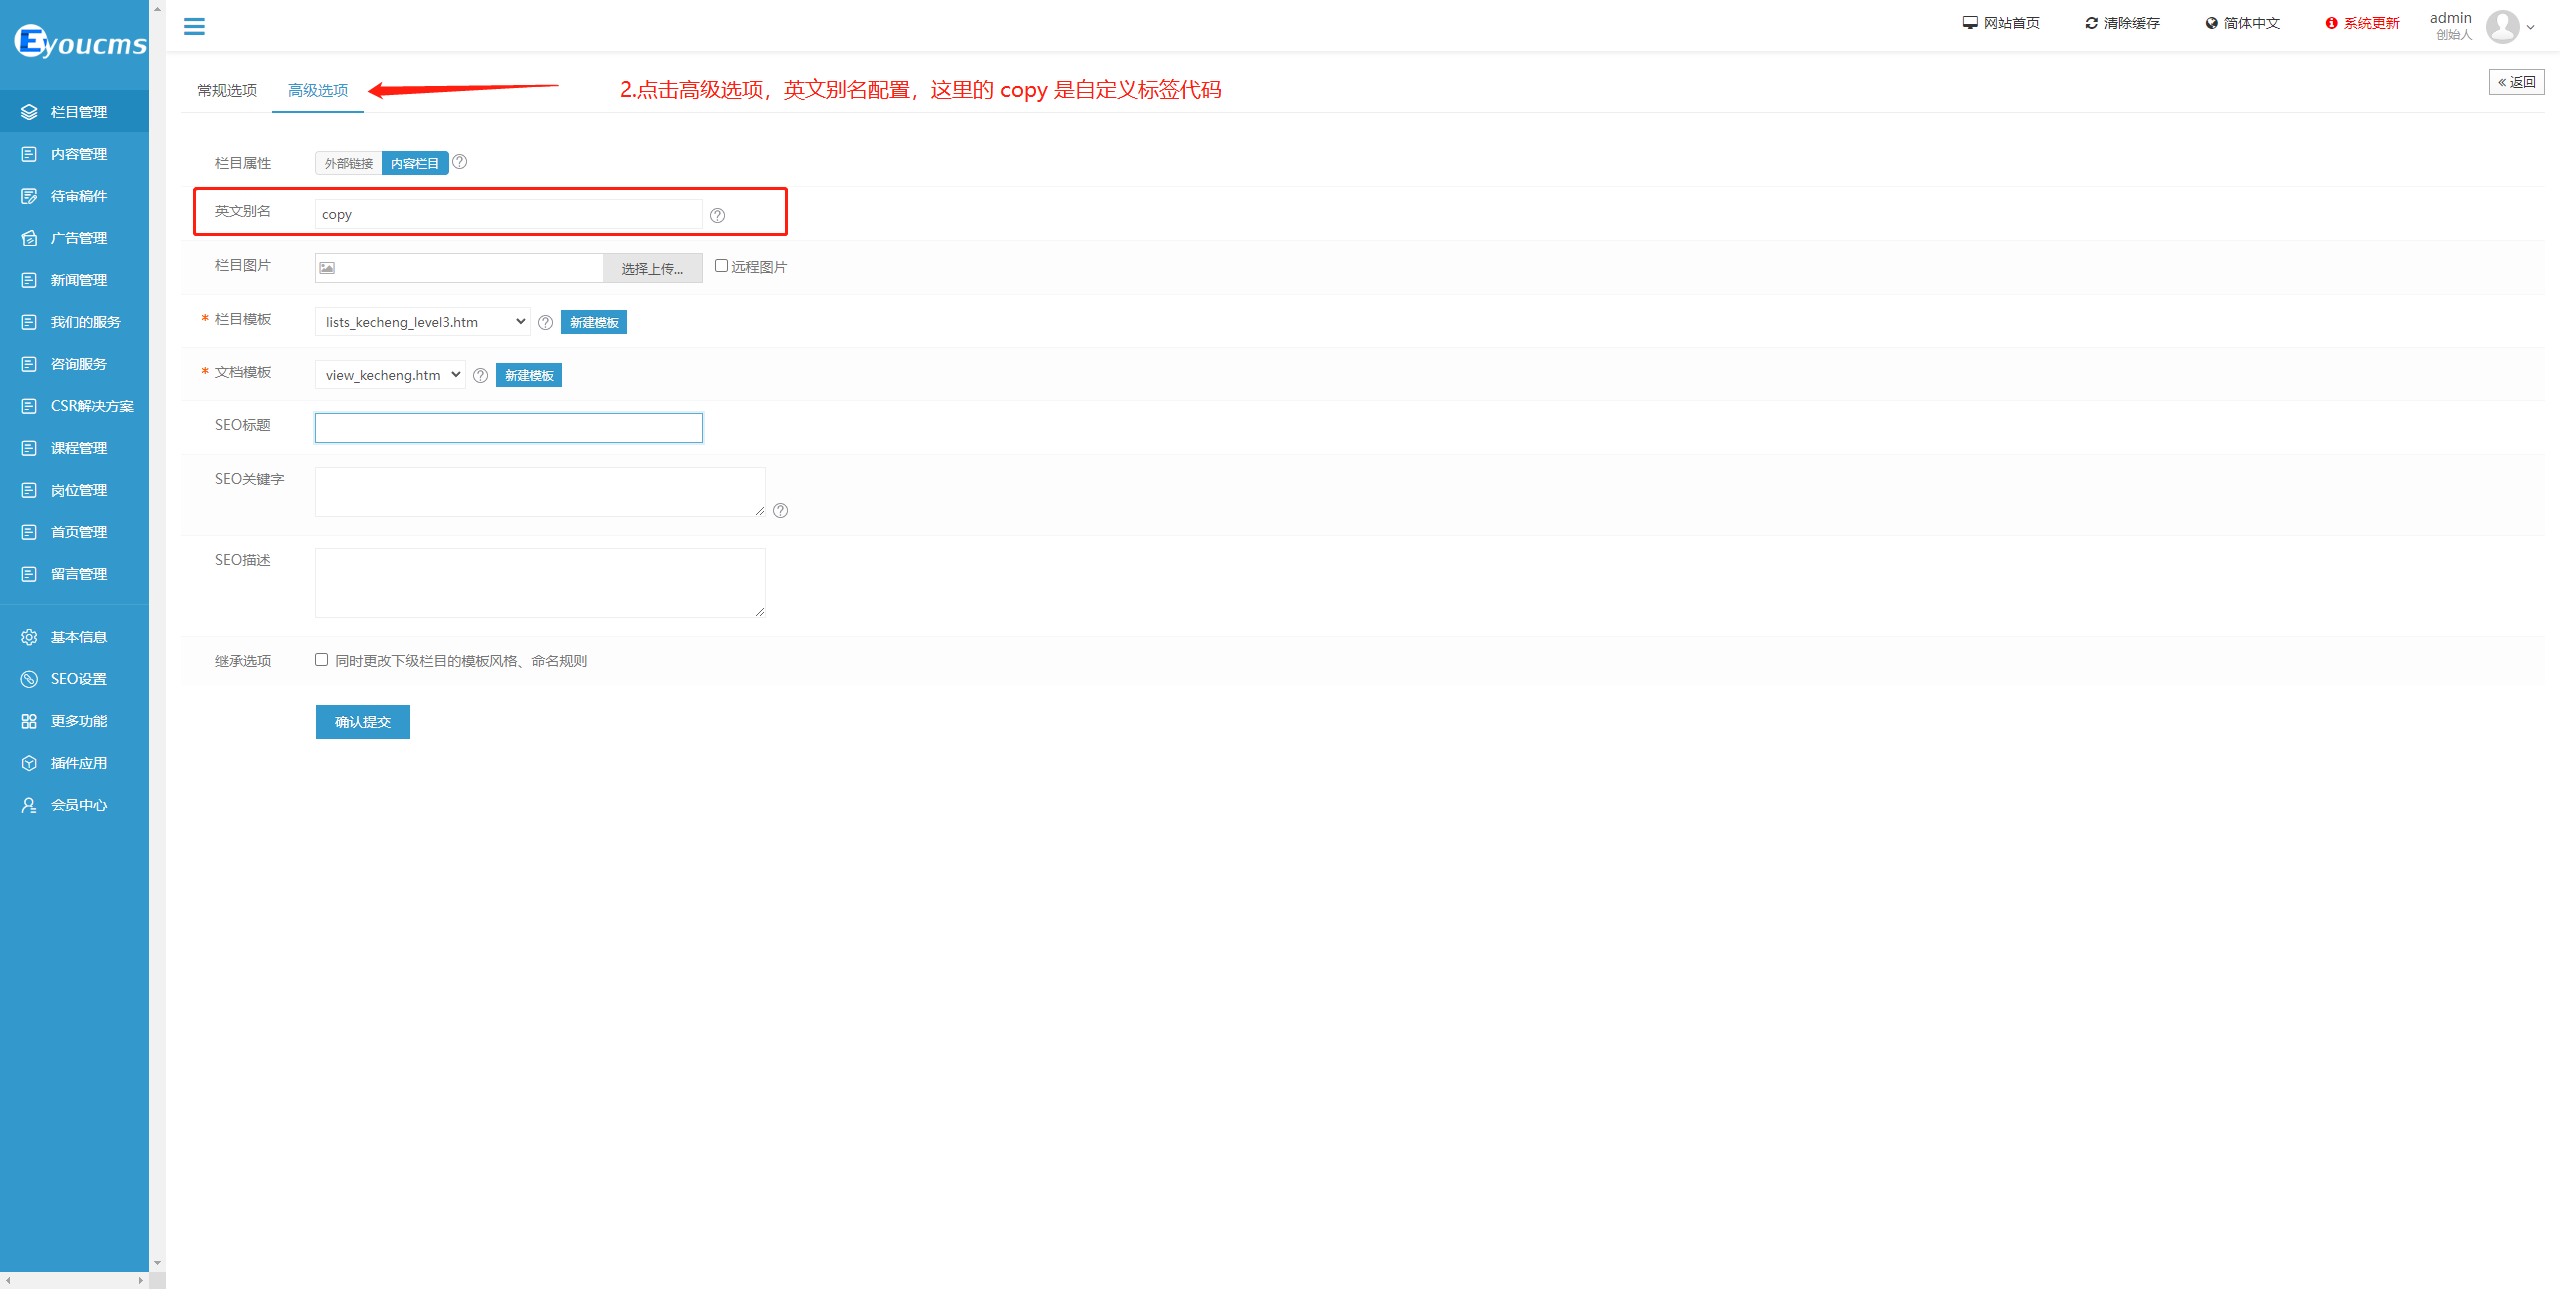 Eyoucms
网站首页
清除缓存
简体中文
系统更新
admin
创始人
栏目管理
内容管理
待审稿件
广告管理
新闻管理
我们的服务
咨询服务
CSR解决方案
课程管理
岗位管理
首页管理
留言管理
基本信息
SEO设置
更多功能
插件应用
会员中心
常规选项 高级选项
2.点击高级选项，英文别名配置，这里的 copy 是自定义标签代码
« 返回
栏目属性 外部链接 内容栏目 ?
英文别名 copy ?
栏目图片 选择上传... 远程图片
* 栏目模板 lists_kecheng_level3.htm ? 新建模板
* 文档模板 view_kecheng.htm ? 新建模板
SEO标题
SEO关键字 ?
SEO描述
继承选项 同时更改下级栏目的模板风格、命名规则
确认提交